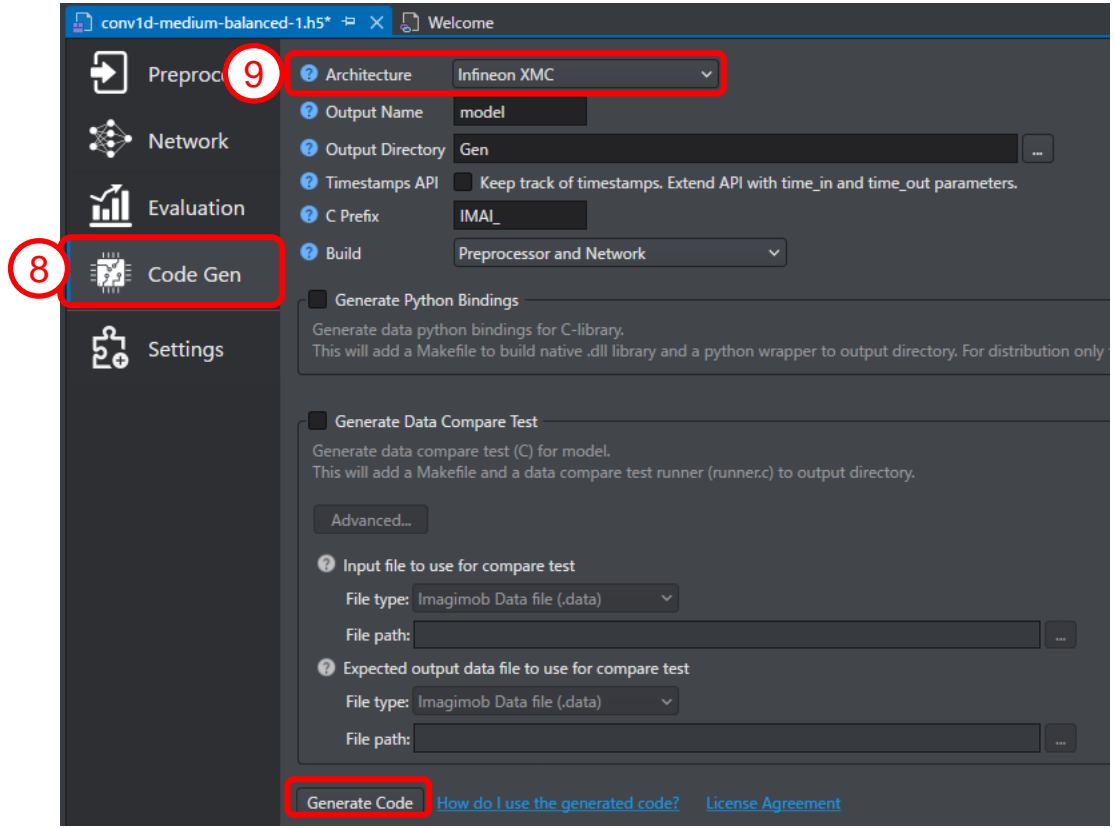 conv1d-medium-balanced-1.h5*
Welcome
Preproc
9
Architecture Infineon XMC
Output Name model
Network
Output Directory Gen ...
Timestamps API Keep track of timestamps. Extend API with time_in and time_out parameters.
Evaluation
C Prefix IMAI_
Build Preprocessor and Network
8
Code Gen
Generate Python Bindings
Generate data python bindings for C-library.
Settings
This will add a Makefile to build native .dll library and a python wrapper to output directory. For distribution only
Generate Data Compare Test
Generate data compare test (C) for model.
This will add a Makefile and a data compare test runner (runner.c) to output directory.
Advanced...
Input file to use for compare test
File type: Imagimob Data file (.data)
File path: ...
Expected output data file to use for compare test
File type: Imagimob Data file (.data)
File path: ...
Generate Code How do I use the generated code? License Agreement